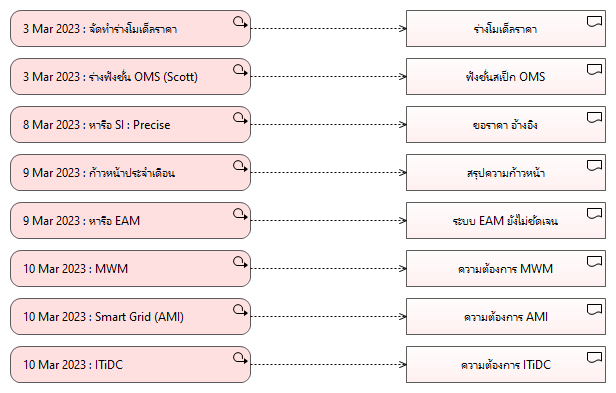 3 Mar 2023 : จัดทำร่างโมเด็ลราคา
ร่างโมเด็ลราคา
3 Mar 2023 : ร่างฟังชั่น OMS (Scott)
ฟังชั่นสเป็ก OMS
8 Mar 2023 : หารือ SI : Precise
ขอราคา อ้างอิง
9 Mar 2023 : ก้าวหน้าประจำเดือน
สรุปความก้าวหน้า
9 Mar 2023 : หารือ EAM
ระบบ EAM ยังไม่ชัดเจน
10 Mar 2023 : MWM
ความต้องการ MWM
10 Mar 2023 : Smart Grid (AMI)
ความต้องการ AMI
10 Mar 2023 : ITiDC
ความต้องการ ITiDC